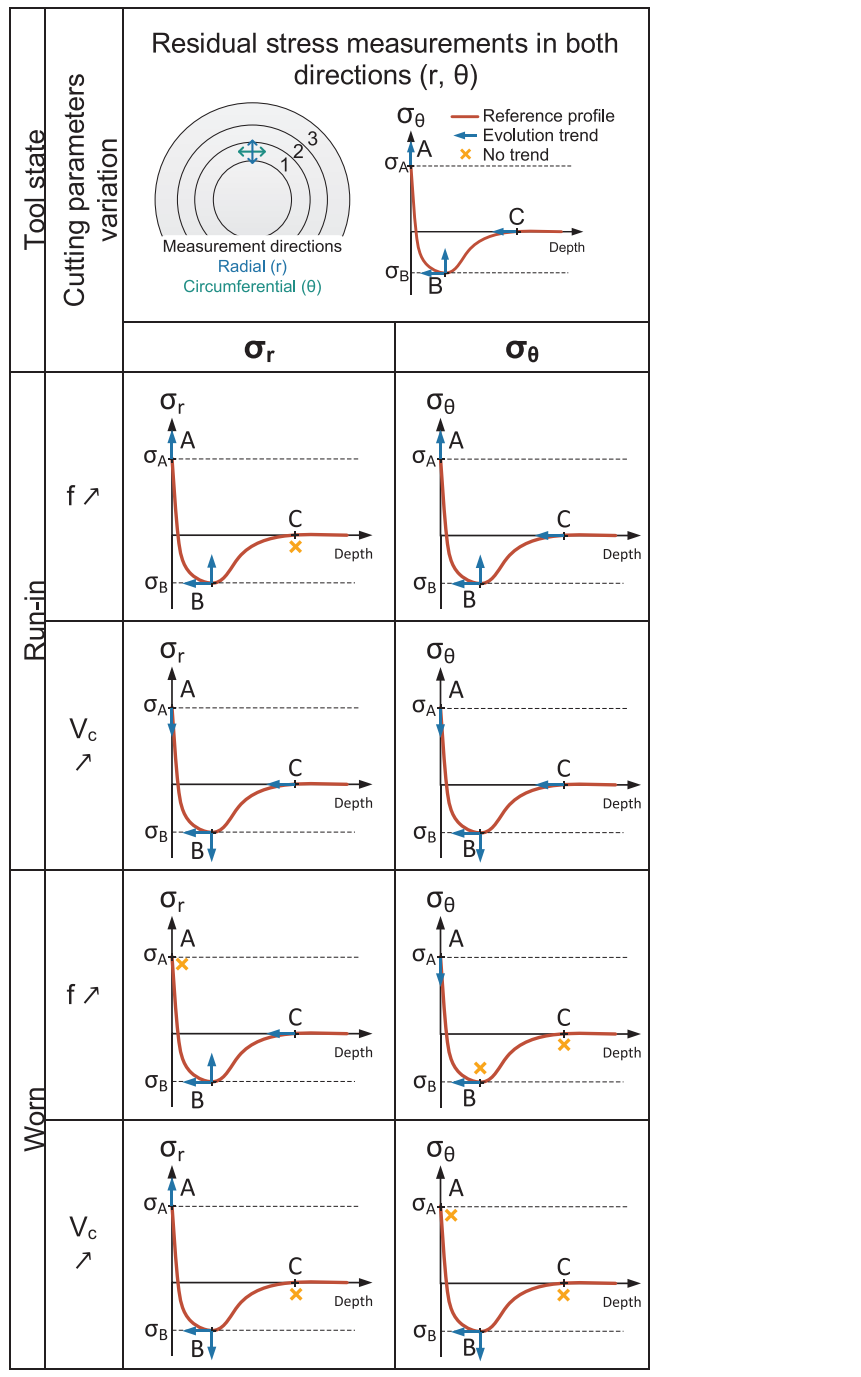 Tool state
Cutting parameters
variation
Residual stress measurements in both
directions (r, θ)
1
2
3
Measurement directions
Radial (r)
Circumferential (θ)
σθ
Reference profile
Evolution trend
No trend
A
σA
C
Depth
σB
B
σr
σθ
Run-in
f ↗
σr
A
σA
C
Depth
σB
B
σθ
A
σA
C
Depth
σB
B
Vc
↗
σr
A
σA
C
Depth
σB
B
σθ
A
σA
C
Depth
σB
B
Worn
f ↗
σr
A
σA
C
Depth
σB
B
σθ
A
σA
C
Depth
σB
B
Vc
↗
σr
A
σA
C
Depth
σB
B
σθ
A
σA
C
Depth
σB
B